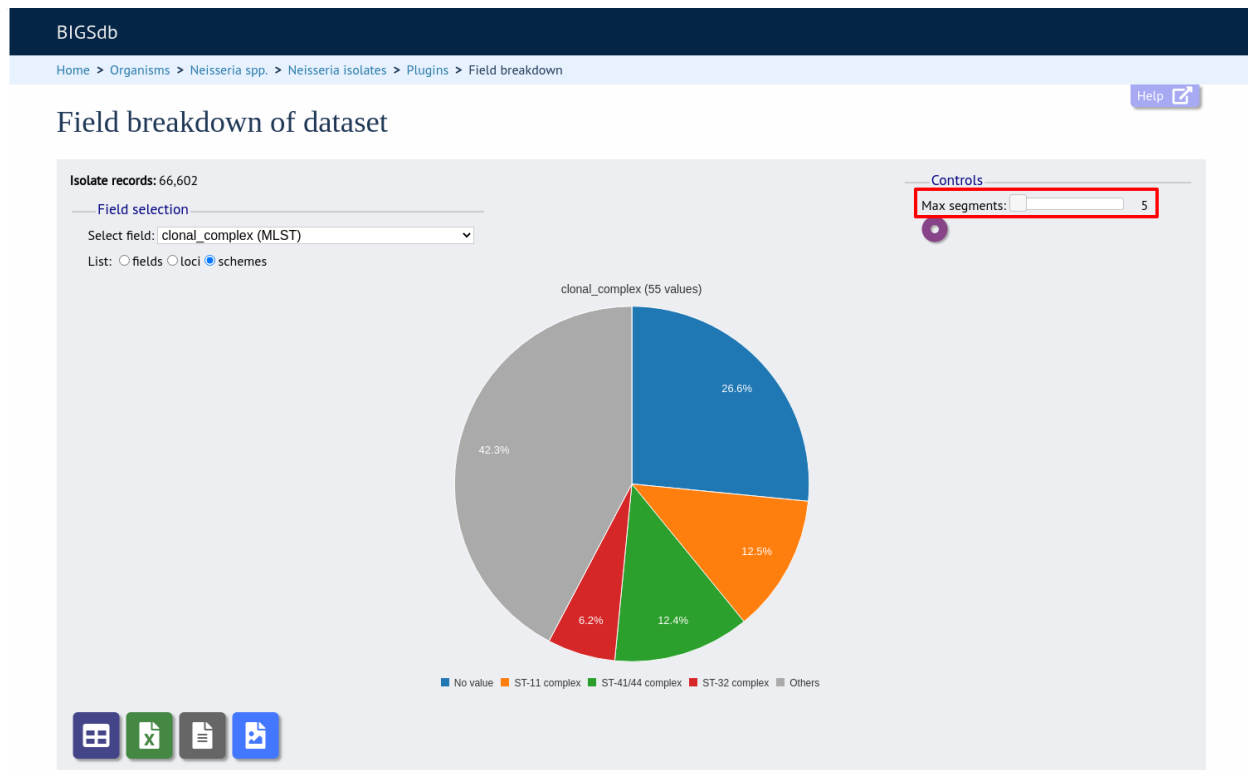 BIGSdb
Home > Organisms > Neisseria spp. > Neisseria isolates > Plugins > Field breakdown
Help
Field breakdown of dataset
Isolate records: 66,602
Controls
Max segments: 5
Field selection
Select field: clonal_complex (MLST)
List: fields loci schemes
clonal_complex (55 values)
26.6%
42.3%
12.5%
6.2%
12.4%
No value ST-11 complex ST-41/44 complex ST-32 complex Others
X